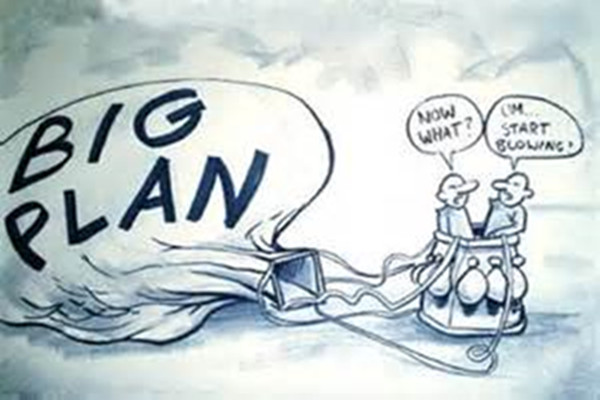 BIG
PLAN
NOW
WHAT?
I'M...
START
BLOWING!